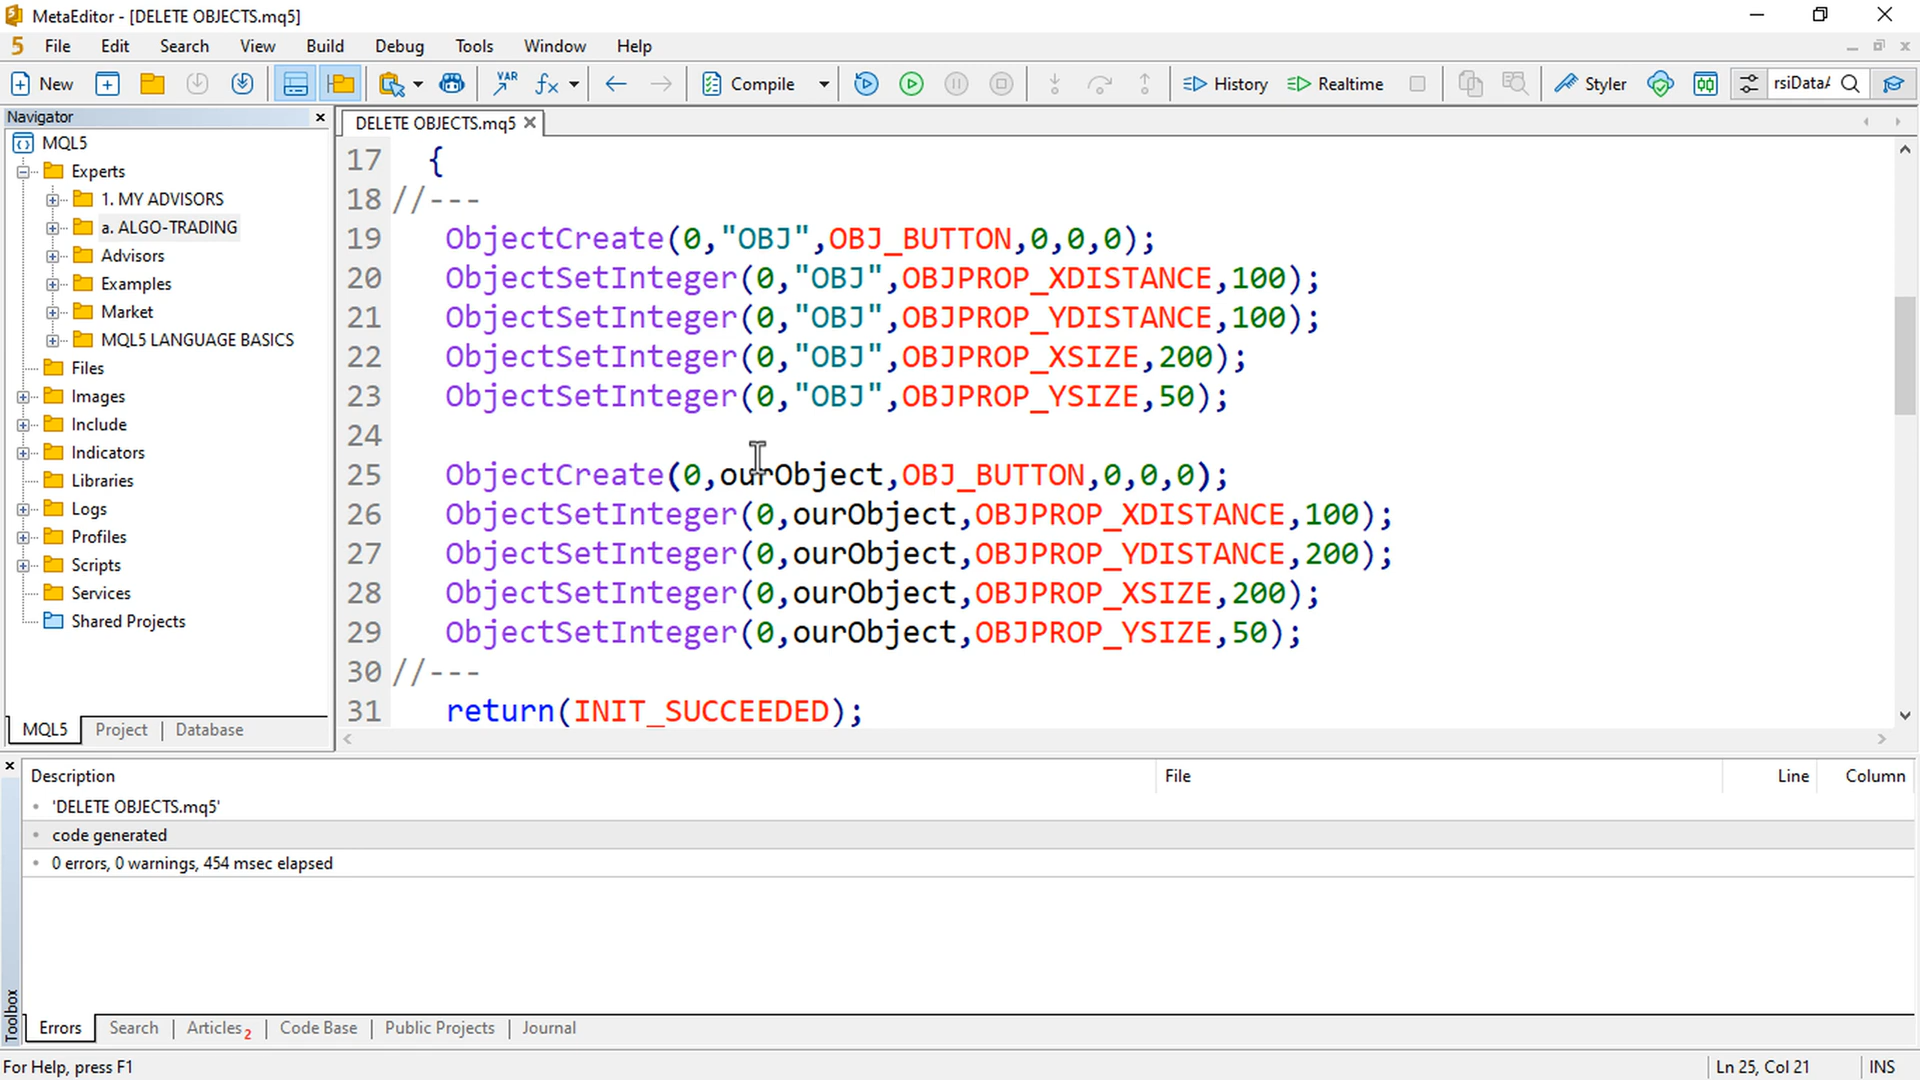 MetaEditor - [DELETE OBJECTS.mq5]
5 File Edit Search View Build Debug Tools Window Help
New VAR fx Compile History Realtime Styler rsiData
Navigator
MQL5
Experts
1. MY ADVISORS
a. ALGO-TRADING
Advisors
Examples
Market
MQL5 LANGUAGE BASICS
Files
Images
Include
Indicators
Libraries
Logs
Profiles
Scripts
Services
Shared Projects
MQL5 Project Database
DELETE OBJECTS.mq5
17 {
18 //---
19 ObjectCreate(0,"OBJ",OBJ_BUTTON,0,0,0);
20 ObjectSetInteger(0,"OBJ",OBJPROP_XDISTANCE,100);
21 ObjectSetInteger(0,"OBJ",OBJPROP_YDISTANCE,100);
22 ObjectSetInteger(0,"OBJ",OBJPROP_XSIZE,200);
23 ObjectSetInteger(0,"OBJ",OBJPROP_YSIZE,50);
24
25 ObjectCreate(0,ourObject,OBJ_BUTTON,0,0,0);
26 ObjectSetInteger(0,ourObject,OBJPROP_XDISTANCE,100);
27 ObjectSetInteger(0,ourObject,OBJPROP_YDISTANCE,200);
28 ObjectSetInteger(0,ourObject,OBJPROP_XSIZE,200);
29 ObjectSetInteger(0,ourObject,OBJPROP_YSIZE,50);
30 //---
31 return(INIT_SUCCEEDED);
Description File Line Column
'DELETE OBJECTS.mq5'
code generated
0 errors, 0 warnings, 454 msec elapsed
Toolbox
Errors Search Articles 2 Code Base Public Projects Journal
For Help, press F1 Ln 25, Col 21 INS